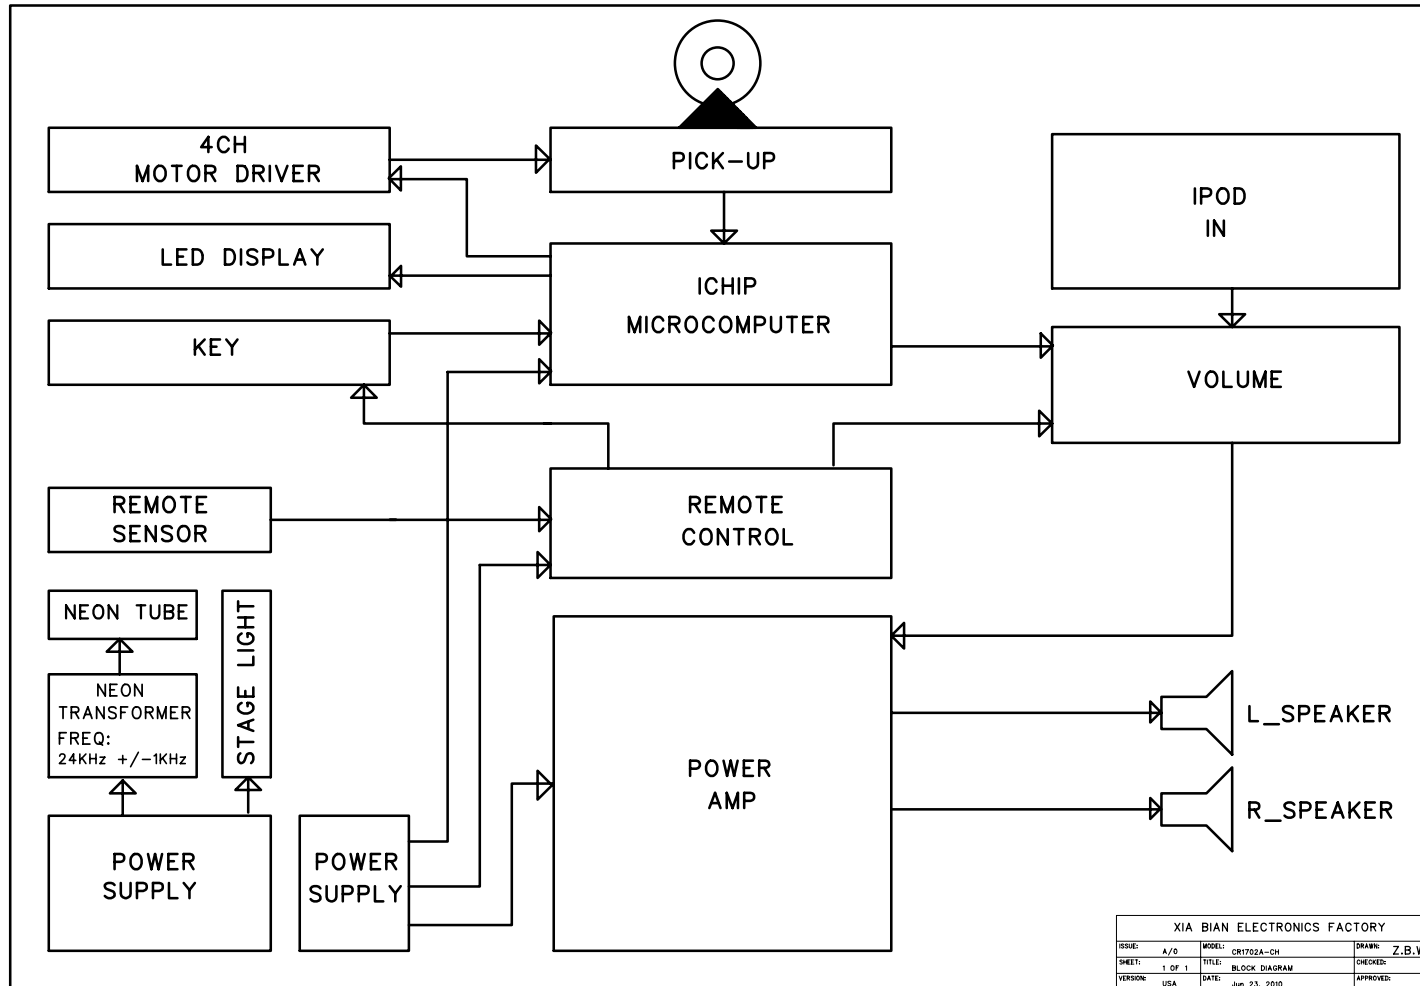 4CH
MOTOR DRIVER
PICK-UP
IPOD
IN
LED DISPLAY
ICHIP
MICROCOMPUTER
KEY
VOLUME
REMOTE
SENSOR
REMOTE
CONTROL
NEON TUBE
STAGE LIGHT
NEON
TRANSFORMER
FREQ:
24KHz +/-1KHz
L_SPEAKER
POWER
AMP
R_SPEAKER
POWER
SUPPLY
POWER
SUPPLY
XIA BIAN ELECTRONICS FACTORY
ISSUE: A/0 MODEL: CR1702A-CH DRAWN: Z.B.W
SHEET: 1 OF 1 TITLE: BLOCK DIAGRAM CHECKED:
VERSION: USA DATE: Jun 23, 2010 APPROVED: